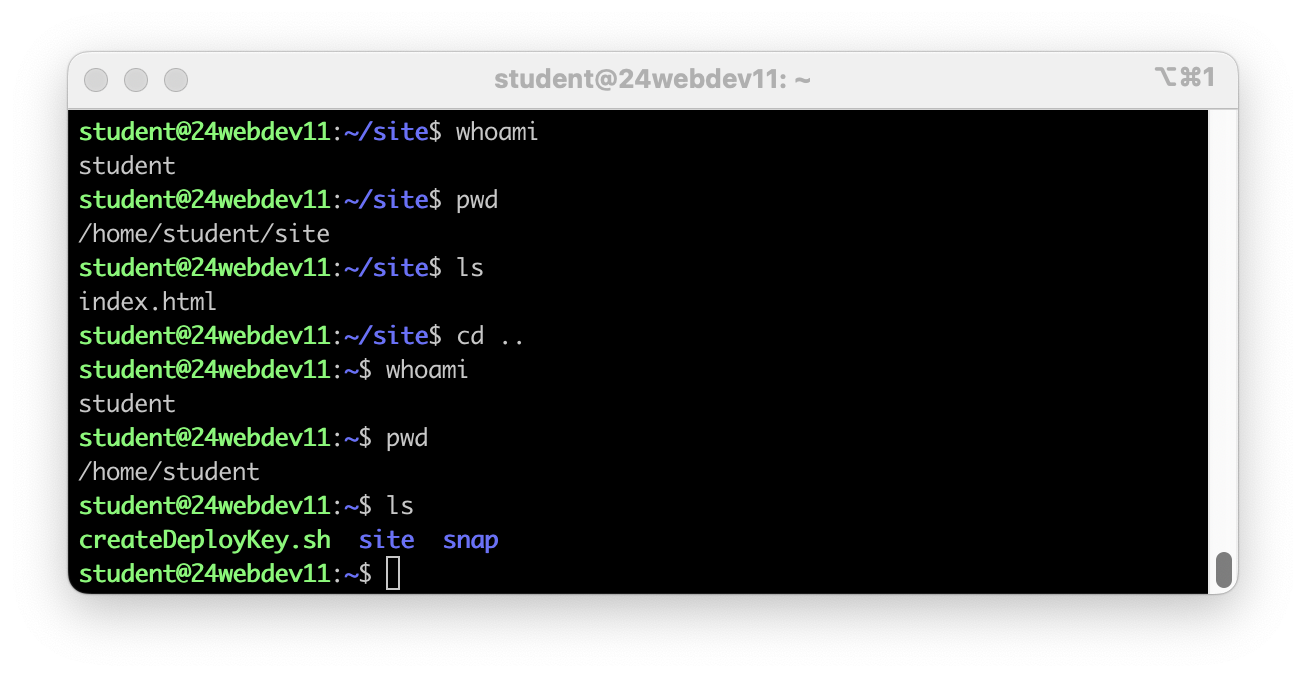 student@24webdev11: ~ ⌥⌘1
student@24webdev11:~/site$ whoami
student
student@24webdev11:~/site$ pwd
/home/student/site
student@24webdev11:~/site$ ls
index.html
student@24webdev11:~/site$ cd ..
student@24webdev11:~$ whoami
student
student@24webdev11:~$ pwd
/home/student
student@24webdev11:~$ ls
createDeployKey.sh  site  snap
student@24webdev11:~$